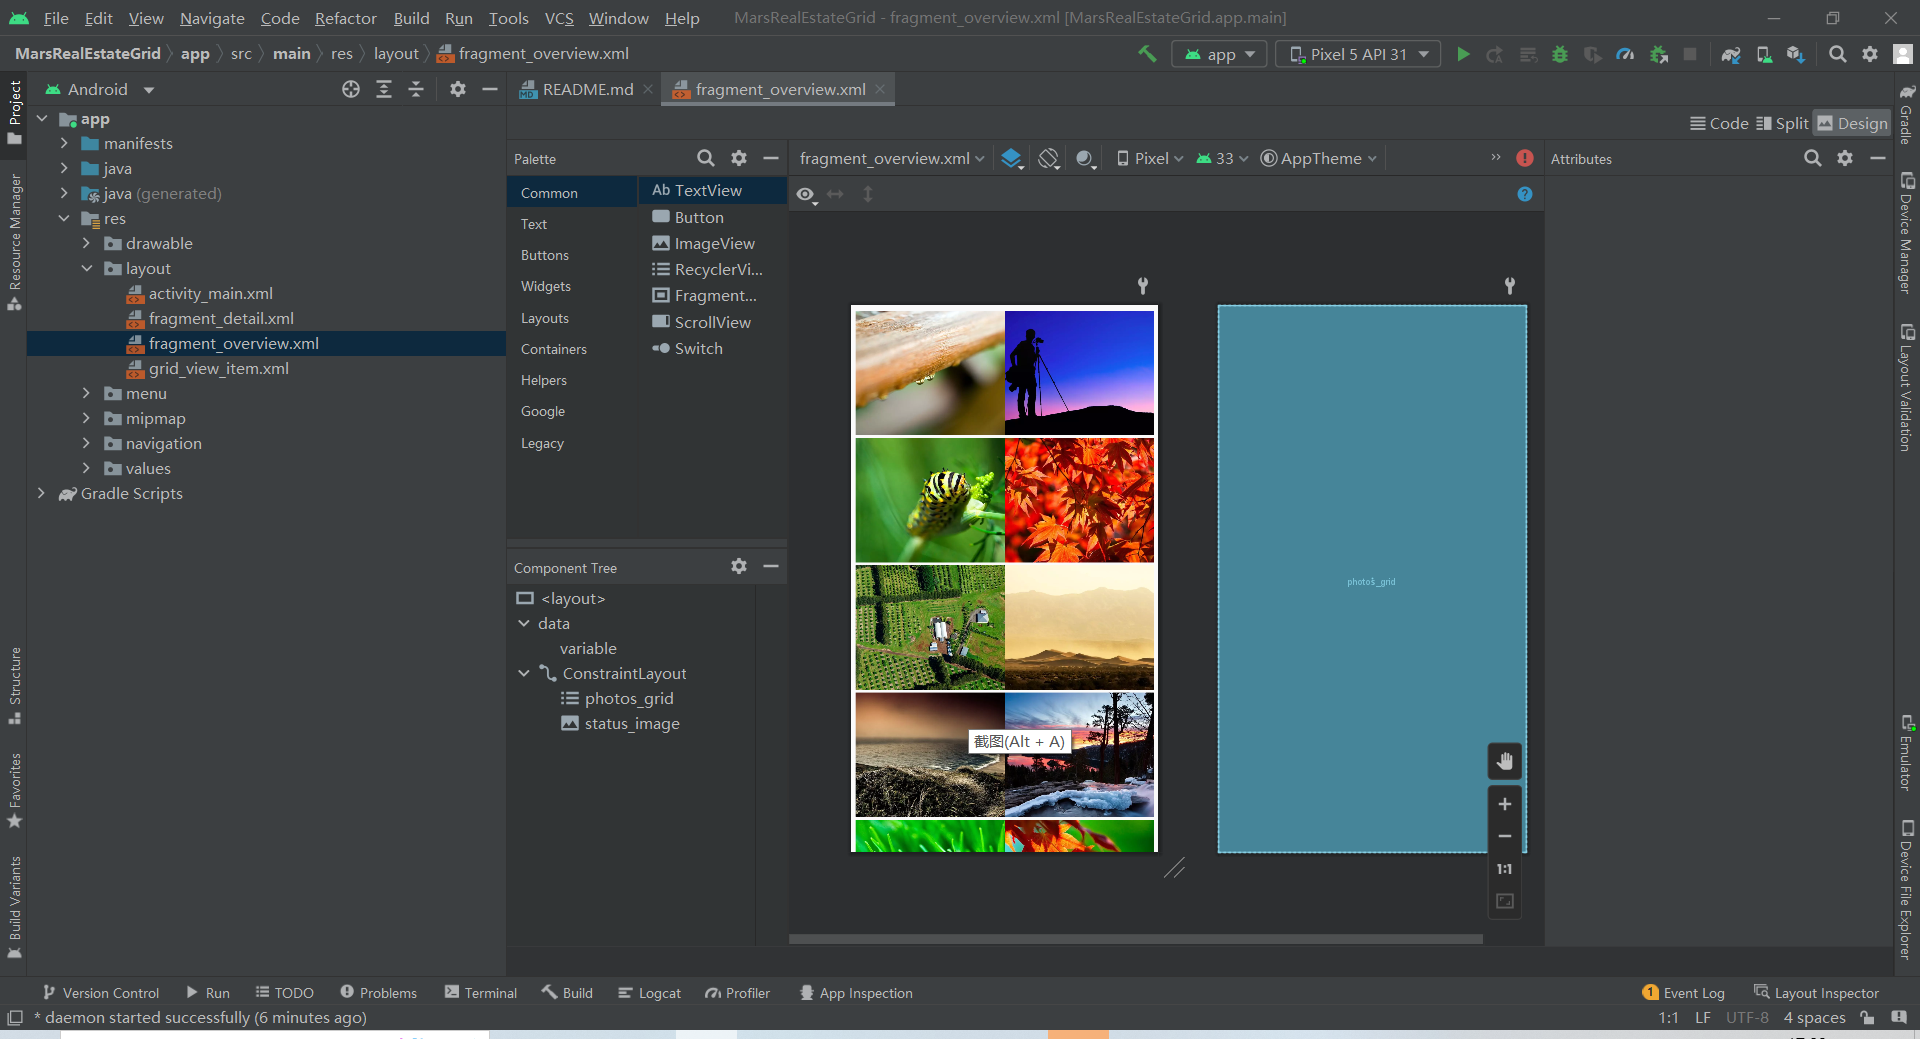 File Edit View Navigate Code Refactor Build Run Tools VCS Window Help MarsRealEstateGrid - fragment_overview.xml [MarsRealEstateGrid.app.main]
MarsRealEstateGrid app src main res layout fragment_overview.xml app Pixel 5 API 31
Project
Resource Manager
Structure
Favorites
Build Variants
Android
app
manifests
java
java (generated)
res
drawable
layout
activity_main.xml
fragment_detail.xml
fragment_overview.xml
grid_view_item.xml
menu
mipmap
navigation
values
Gradle Scripts
README.md fragment_overview.xml
Code Split Design
Palette
Common
Text
Buttons
Widgets
Layouts
Containers
Helpers
Google
Legacy
Ab TextView
Button
ImageView
RecyclerVi...
Fragment...
ScrollView
Switch
Component Tree
<layout>
data
variable
ConstraintLayout
photos_grid
status_image
fragment_overview.xml Pixel 33 AppTheme
截图(Alt + A)
photos_grid
1:1
Attributes
Gradle
Device Manager
Layout Validation
Emulator
Device File Explorer
Version Control Run TODO Problems Terminal Build Logcat Profiler App Inspection 1 Event Log Layout Inspector
* daemon started successfully (6 minutes ago) 1:1 LF UTF-8 4 spaces